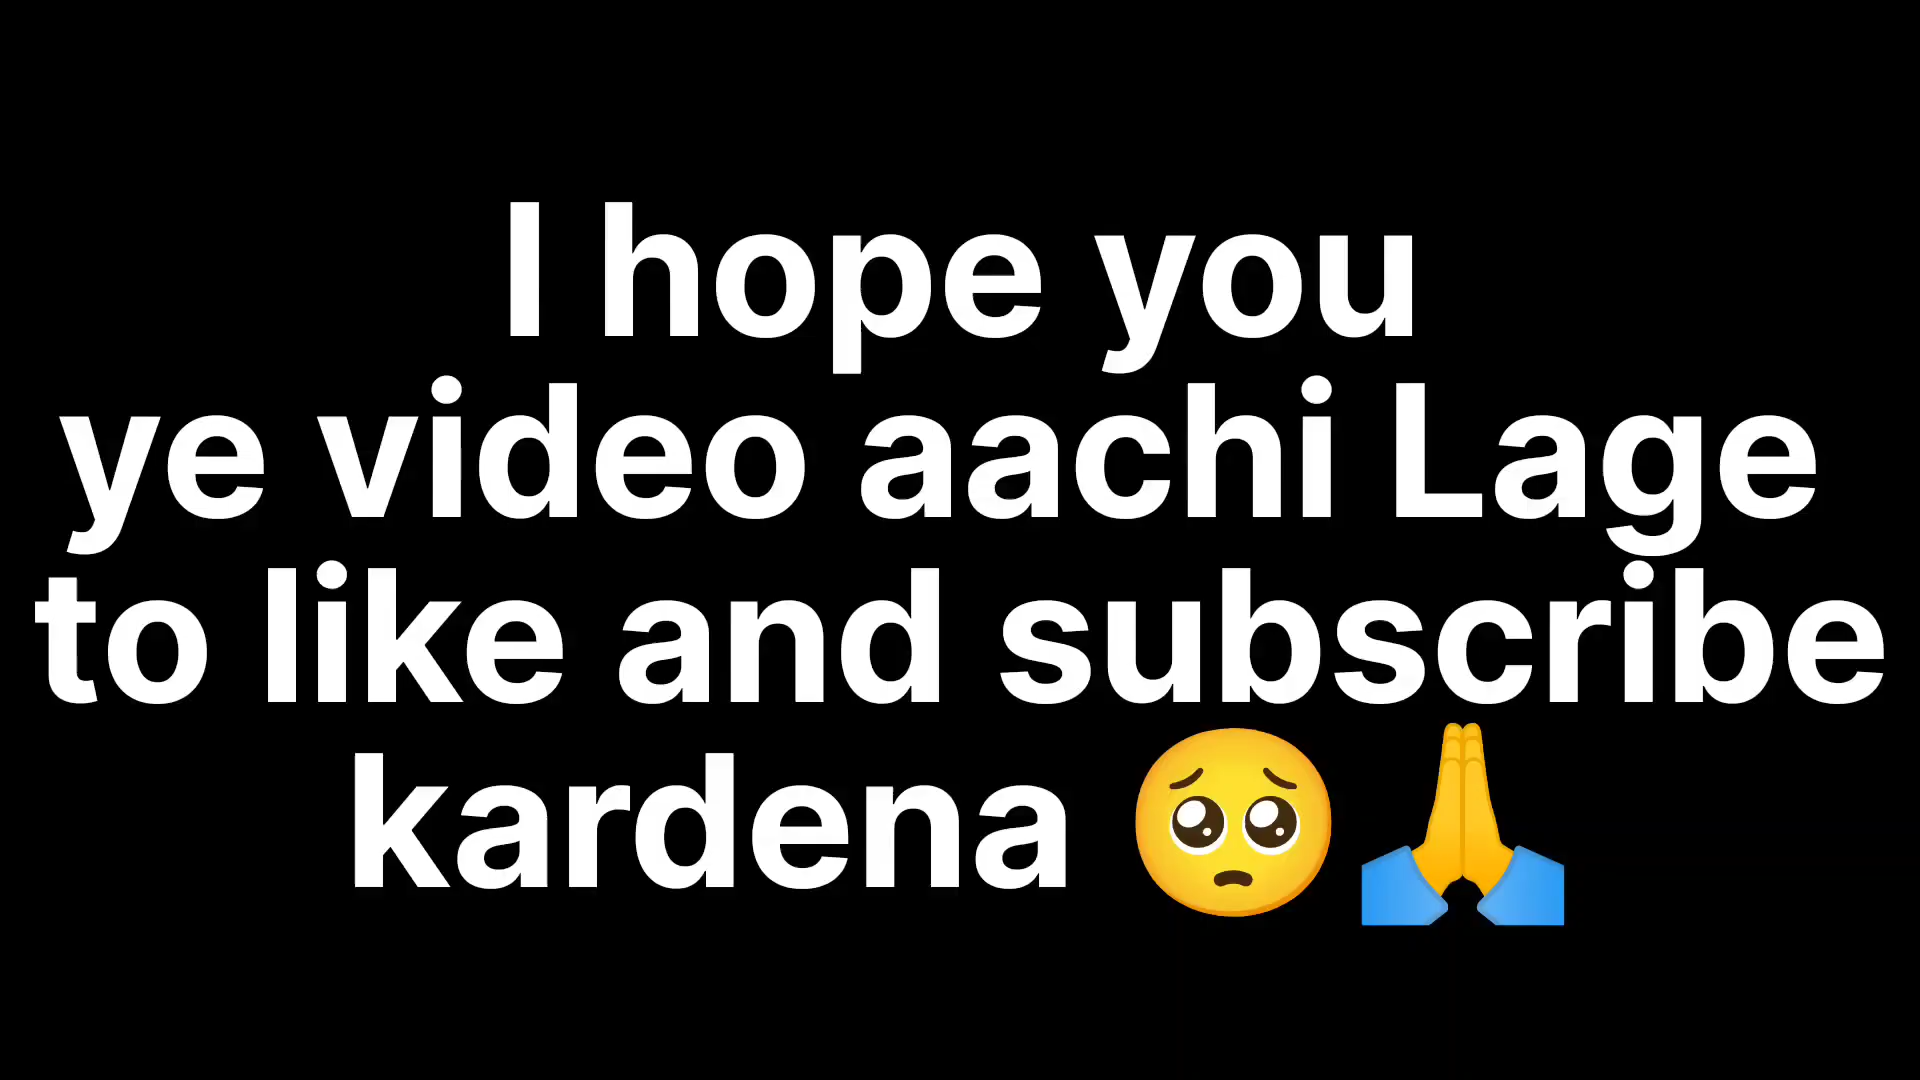 I hope you
ye video aachi Lage
to like and subscribe
kardena 🥺🙏